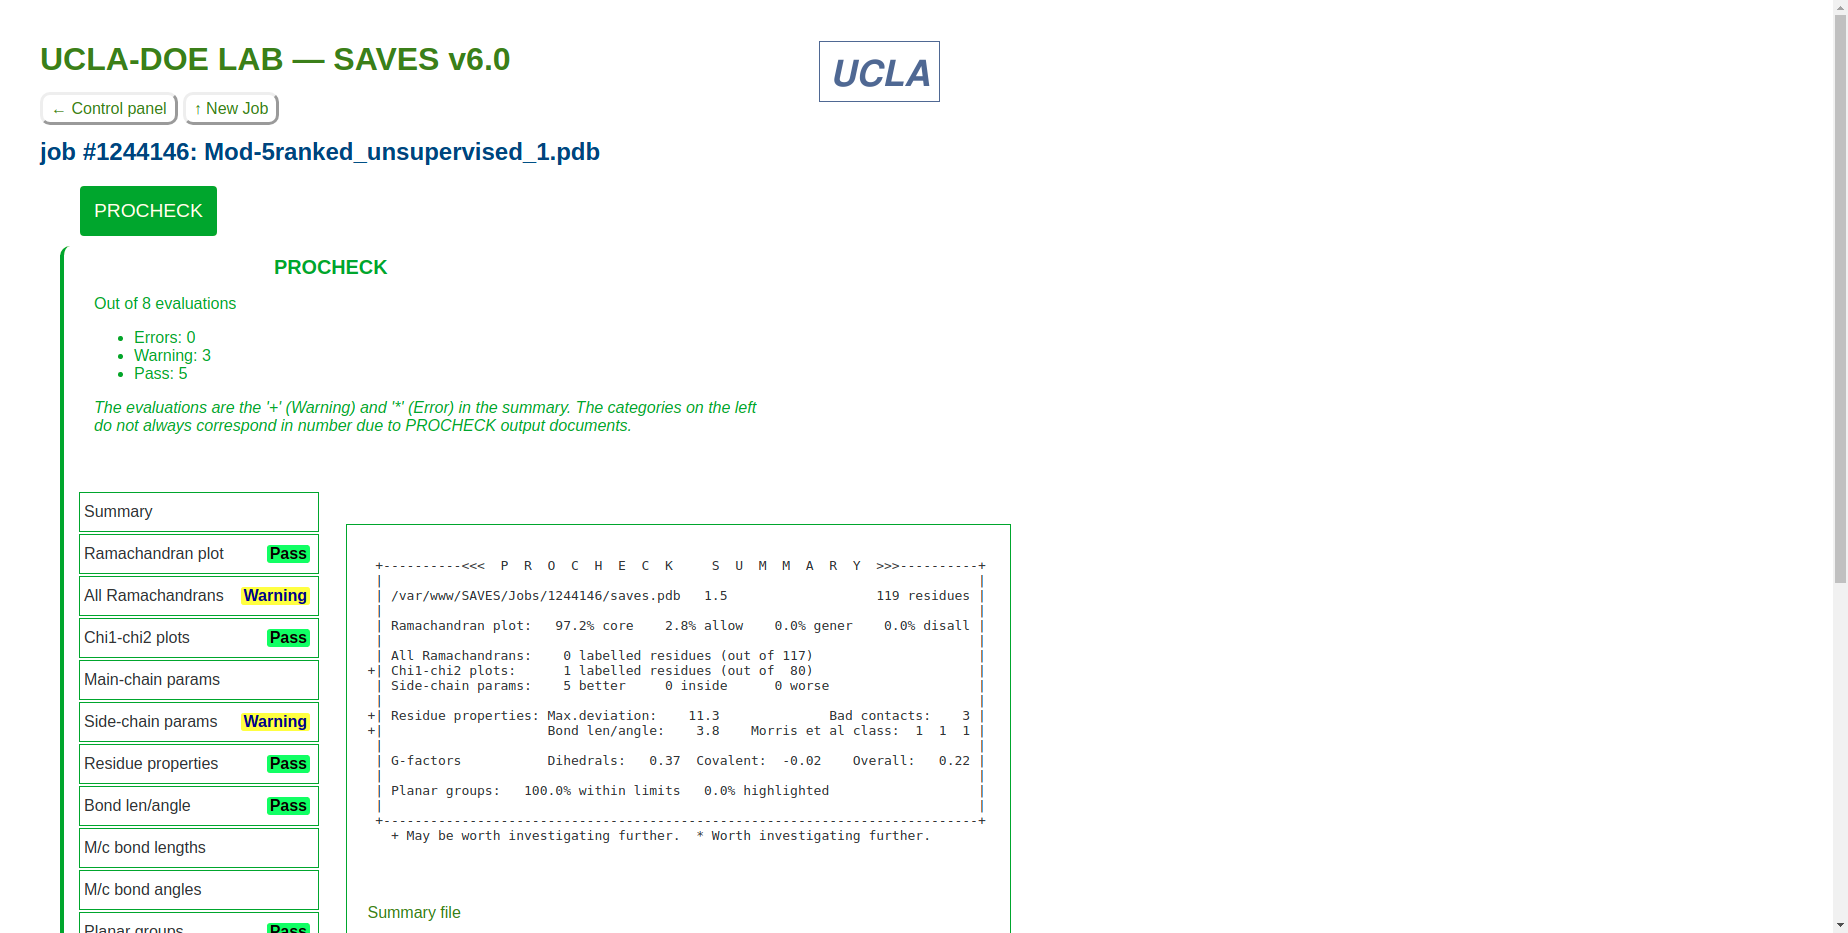 UCLA-DOE LAB — SAVES v6.0
UCLA
← Control panel ↑ New Job
job #1244146: Mod-5ranked_unsupervised_1.pdb
PROCHECK
PROCHECK
Out of 8 evaluations
• Errors: 0
• Warning: 3
• Pass: 5
The evaluations are the '+' (Warning) and '*' (Error) in the summary. The categories on the left
do not always correspond in number due to PROCHECK output documents.
Summary
Ramachandran plot Pass
All Ramachandrans Warning
Chi1-chi2 plots Pass
Main-chain params
Side-chain params Warning
Residue properties Pass
Bond len/angle Pass
M/c bond lengths
M/c bond angles
Planar groups Pass
+----------<<<  P  R  O  C  H  E  C  K     S  U  M  M  A  R  Y  >>>----------+
|                                                                            |
| /var/www/SAVES/Jobs/1244146/saves.pdb   1.5                   119 residues |
|                                                                            |
| Ramachandran plot:   97.2% core    2.8% allow    0.0% gener    0.0% disall |
|                                                                            |
| All Ramachandrans:    0 labelled residues (out of 117)                     |
+| Chi1-chi2 plots:      1 labelled residues (out of  80)                     |
| Side-chain params:    5 better     0 inside      0 worse                   |
|                                                                            |
+| Residue properties: Max.deviation:    11.3              Bad contacts:    3 |
+|                     Bond len/angle:    3.8    Morris et al class:  1  1  1 |
|                                                                            |
| G-factors           Dihedrals:   0.37  Covalent:  -0.02    Overall:   0.22 |
|                                                                            |
| Planar groups:   100.0% within limits   0.0% highlighted                   |
|                                                                            |
+----------------------------------------------------------------------------+
+ May be worth investigating further.  * Worth investigating further.
Summary file